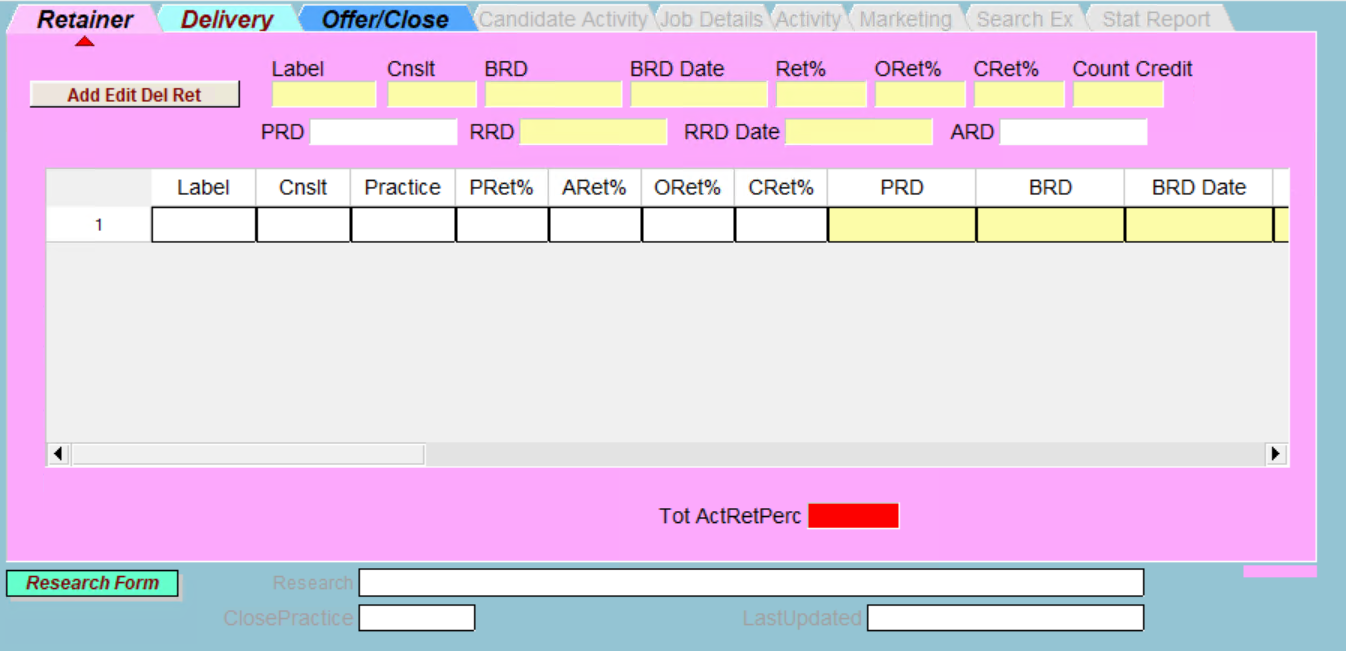 Retainer Delivery Offer/Close Candidate Activity Job Details Activity Marketing Search Ex Stat Report
Label Cnslt BRD BRD Date Ret% ORet% CRet% Count Credit
Add Edit Del Ret
PRD RRD RRD Date ARD
Label Cnslt Practice PRet% ARet% ORet% CRet% PRD BRD BRD Date
1
Tot ActRetPerc
Research Form Research
ClosePractice LastUpdated